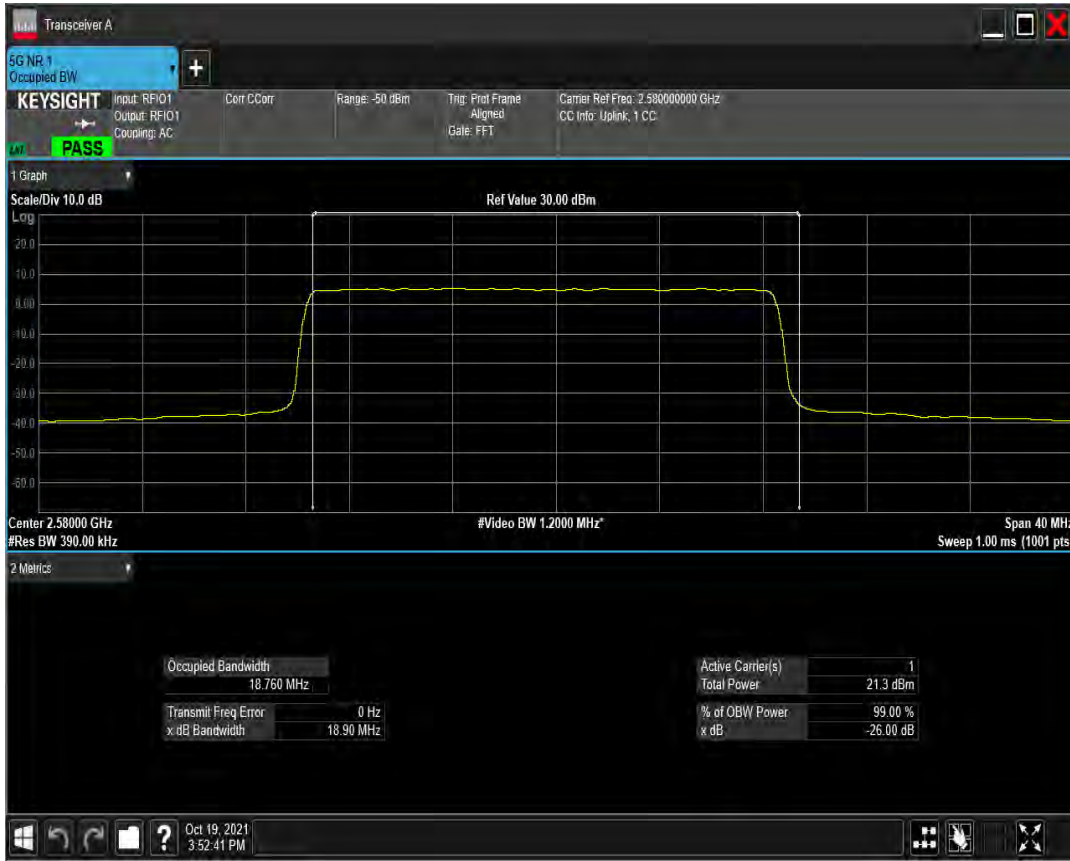 Transceiver A
5G NR 1
Occupied BW
+
KEYSIGHT
PASS
Input: RFIO1
Output: RFIO1
Coupling: AC
Corr CCorr
Range: -50 dBm
Trig: Prot Frame
Aligned
Gate: FFT
Carrier Ref Freq: 2.580000000 GHz
CC Info: Uplink, 1 CC
1 Graph
Scale/Div 10.0 dB
Ref Value 30.00 dBm
Log
20.0
10.0
0.00
-10.0
-20.0
-30.0
-40.0
-50.0
-60.0
Center 2.58000 GHz
#Video BW 1.2000 MHz*
Span 40 MHz
#Res BW 390.00 kHz
Sweep 1.00 ms (1001 pts
2 Metrics
Occupied Bandwidth
18.760 MHz
Transmit Freq Error 0 Hz
x dB Bandwidth 18.90 MHz
Active Carrier(s) 1
Total Power 21.3 dBm
% of OBW Power 99.00 %
x dB -26.00 dB
?
Oct 19, 2021
3:52:41 PM